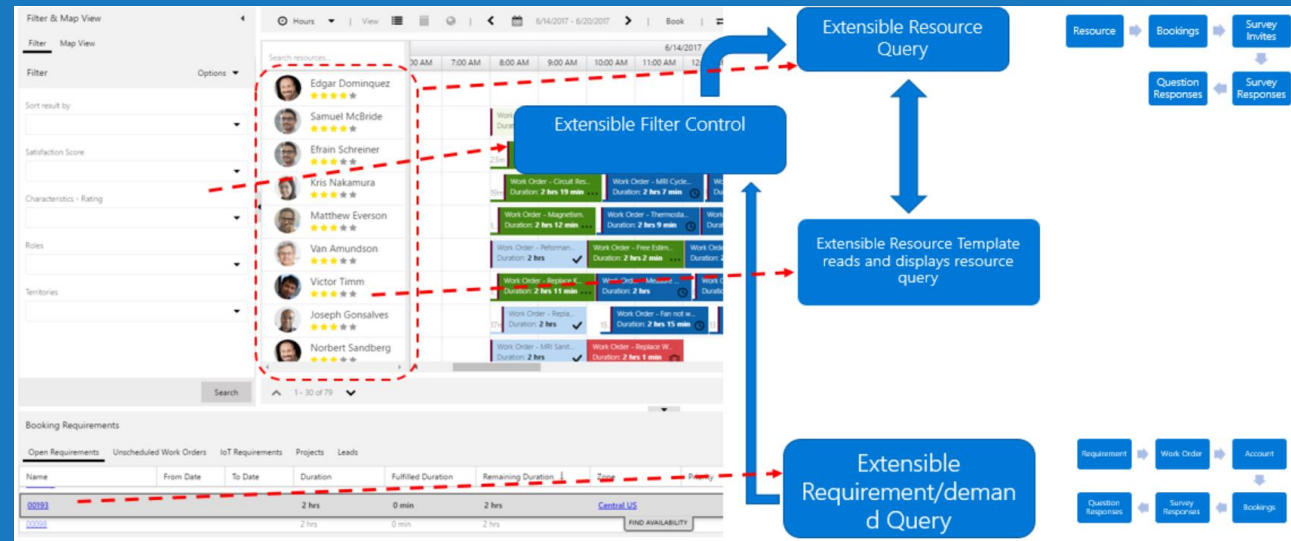 Filter & Map View
Filter Map View
Filter Options
Sort result by
Satisfaction Score
Characteristics - Rating
Roles
Territories
Search
Hours | View | 6/14/2017 - 6/20/2017 | Book |
6/14/2017
Search resources...
00 AM 7:00 AM 8:00 AM 9:00 AM 10:00 AM 11:00 AM 12:
Edgar Dominquez
Samuel McBride
Efrain Schreiner
Kris Nakamura
Work Order - Circuit Res...
Duration: 2 hrs 19 min
Work Order - MRI Cycle...
Duration: 2 hrs 7 min
Matthew Everson
Work Order - Magnetism.
Duration: 2 hrs 12 min
Work Order - Thermosta...
Duration: 2 hrs 9 min
Van Amundson
Work Order - Peforman...
Duration: 2 hrs
Work Order - Free Estim...
Duration: 2 hrs 2 min
Victor Timm
Work Order - Replace K...
Duration: 2 hrs 11 min
Duration: 2 hrs
Joseph Gonsalves
Work Order - Repla...
Duration: 2 hrs
Work Order - Fan not w...
Duration: 2 hrs 15 min
Norbert Sandberg
Work Order - MRI Sanit...
Duration: 2 hrs
Work Order - Replace W...
Duration: 2 hrs 1 min
1 - 30 of 79
Extensible Filter Control
Extensible Resource
Query
Extensible Resource Template
reads and displays resource
query
Extensible
Requirement/deman
d Query
Resource
Bookings
Survey
Invites
Question
Responses
Survey
Responses
Booking Requirements
Open Requirements Unscheduled Work Orders IoT Requirements Projects Leads
Name From Date To Date Duration Fulfilled Duration Remaining Duration Zone Priority
00193 2 hrs 0 min 2 hrs Central US
00098 2 hrs 0 min 2 hrs
FIND AVAILABILITY
Requirement
Work Order
Account
Question
Responses
Survey
Responses
Bookings